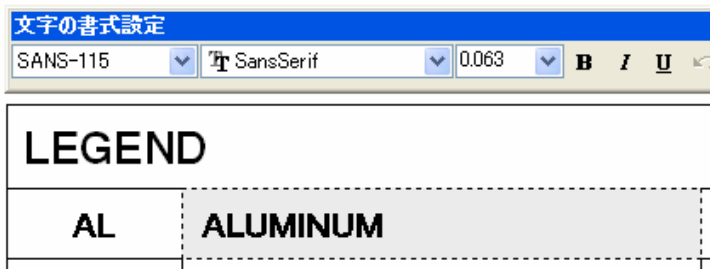 文字の書式設定
SANS-115 SansSerif 0.063 B I U
LEGEND
AL ALUMINUM